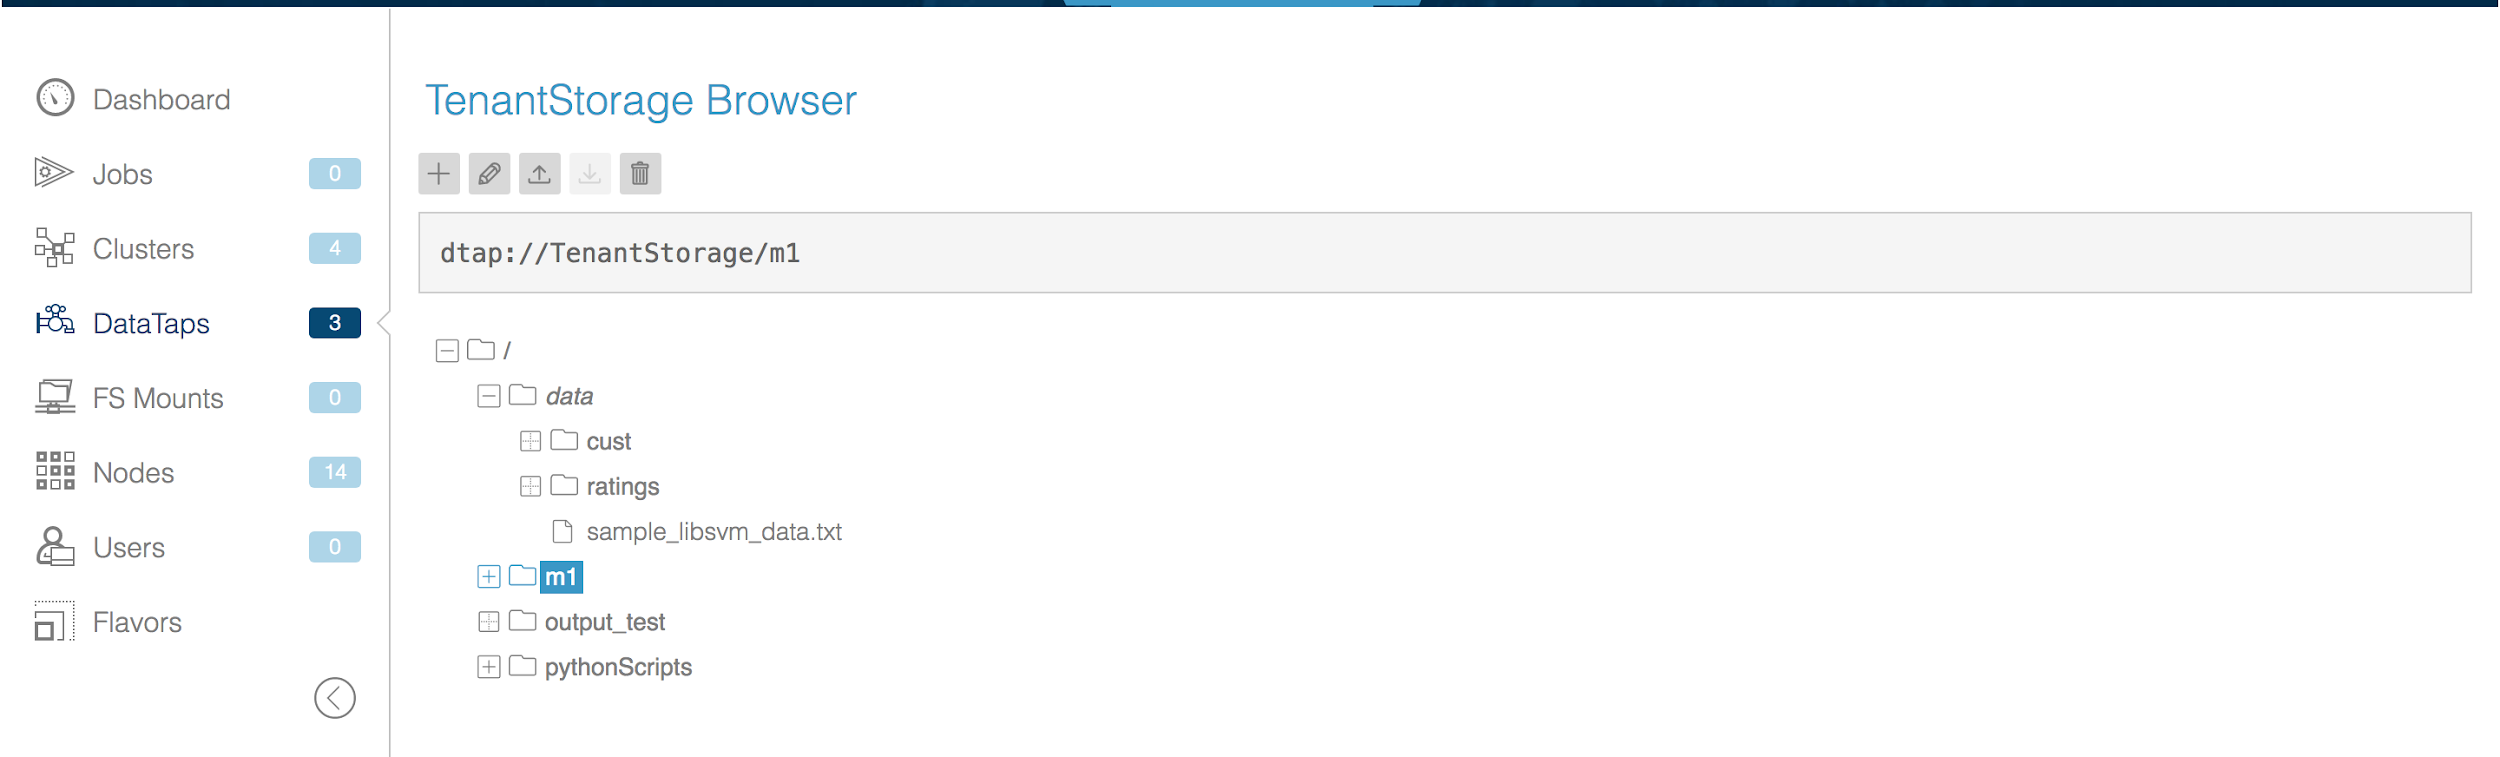 Dashboard
Jobs 0
Clusters 4
DataTaps 3
FS Mounts 0
Nodes 14
Users 0
Flavors
TenantStorage Browser
dtap://TenantStorage/m1
/
data
cust
ratings
sample_libsvm_data.txt
m1
output_test
pythonScripts